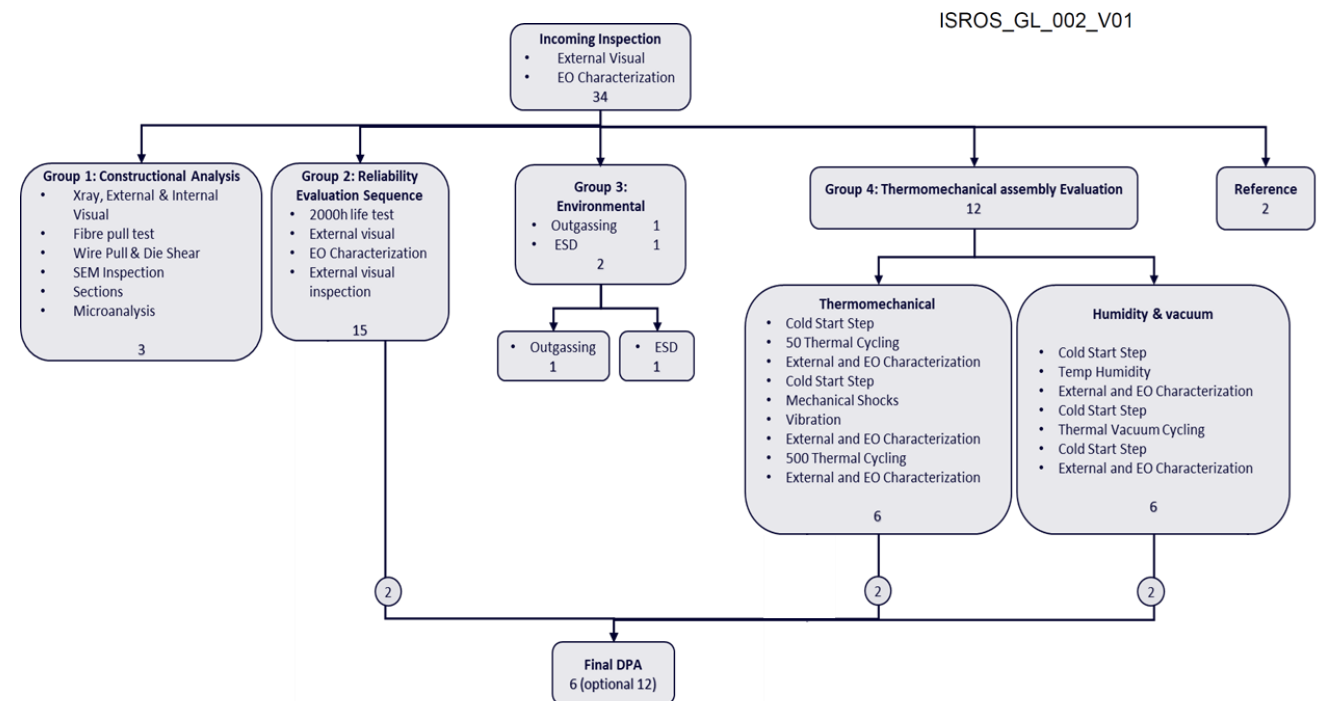 ISROS_GL_002_V01
Incoming Inspection
• External Visual
• EO Characterization
34
Group 1: Constructional Analysis
• Xray, External & Internal
Visual
• Fibre pull test
• Wire Pull & Die Shear
• SEM Inspection
• Sections
• Microanalysis
3
Group 2: Reliability
Evaluation Sequence
• 2000h life test
• External visual
• EO Characterization
• External visual
inspection
15
Group 3:
Environmental
• Outgassing 1
• ESD 1
2
• Outgassing
1
• ESD
1
Group 4: Thermomechanical assembly Evaluation
12
Reference
2
Thermomechanical
• Cold Start Step
• 50 Thermal Cycling
• External and EO Characterization
• Cold Start Step
• Mechanical Shocks
• Vibration
• External and EO Characterization
• 500 Thermal Cycling
• External and EO Characterization
6
Humidity & vacuum
• Cold Start Step
• Temp Humidity
• External and EO Characterization
• Cold Start Step
• Thermal Vacuum Cycling
• Cold Start Step
• External and EO Characterization
6
2
2
2
Final DPA
6 (optional 12)